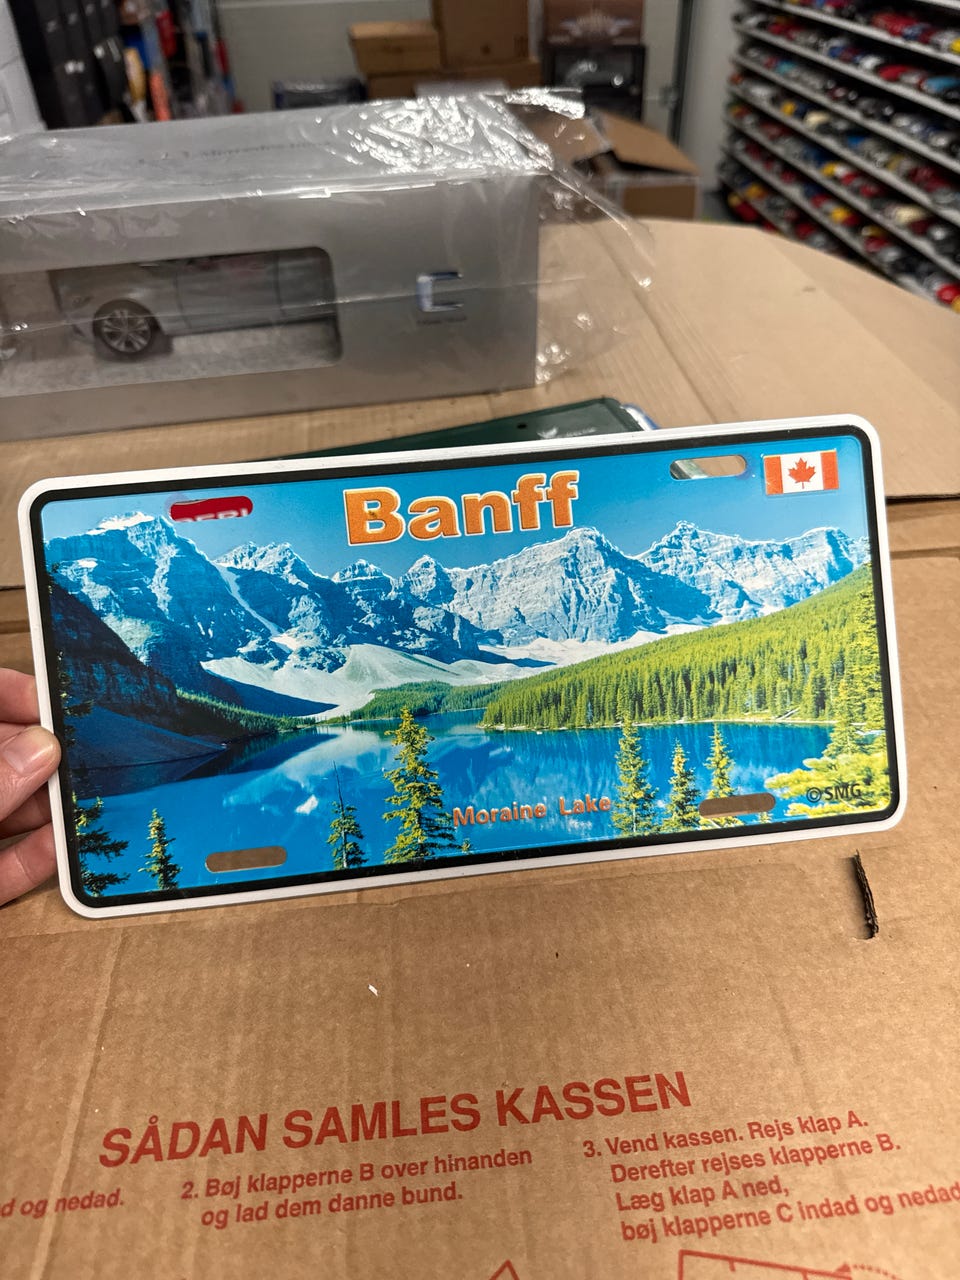 Banff
Moraine Lake
©SMG
SÅDAN SAMLES KASSEN
d og nedad.
2. Bøj klapperne B over hinanden
og lad dem danne bund.
3. Vend kassen. Rejs klap A.
Derefter rejses klapperne B.
Læg klap A ned,
bøj klapperne C indad og nedad